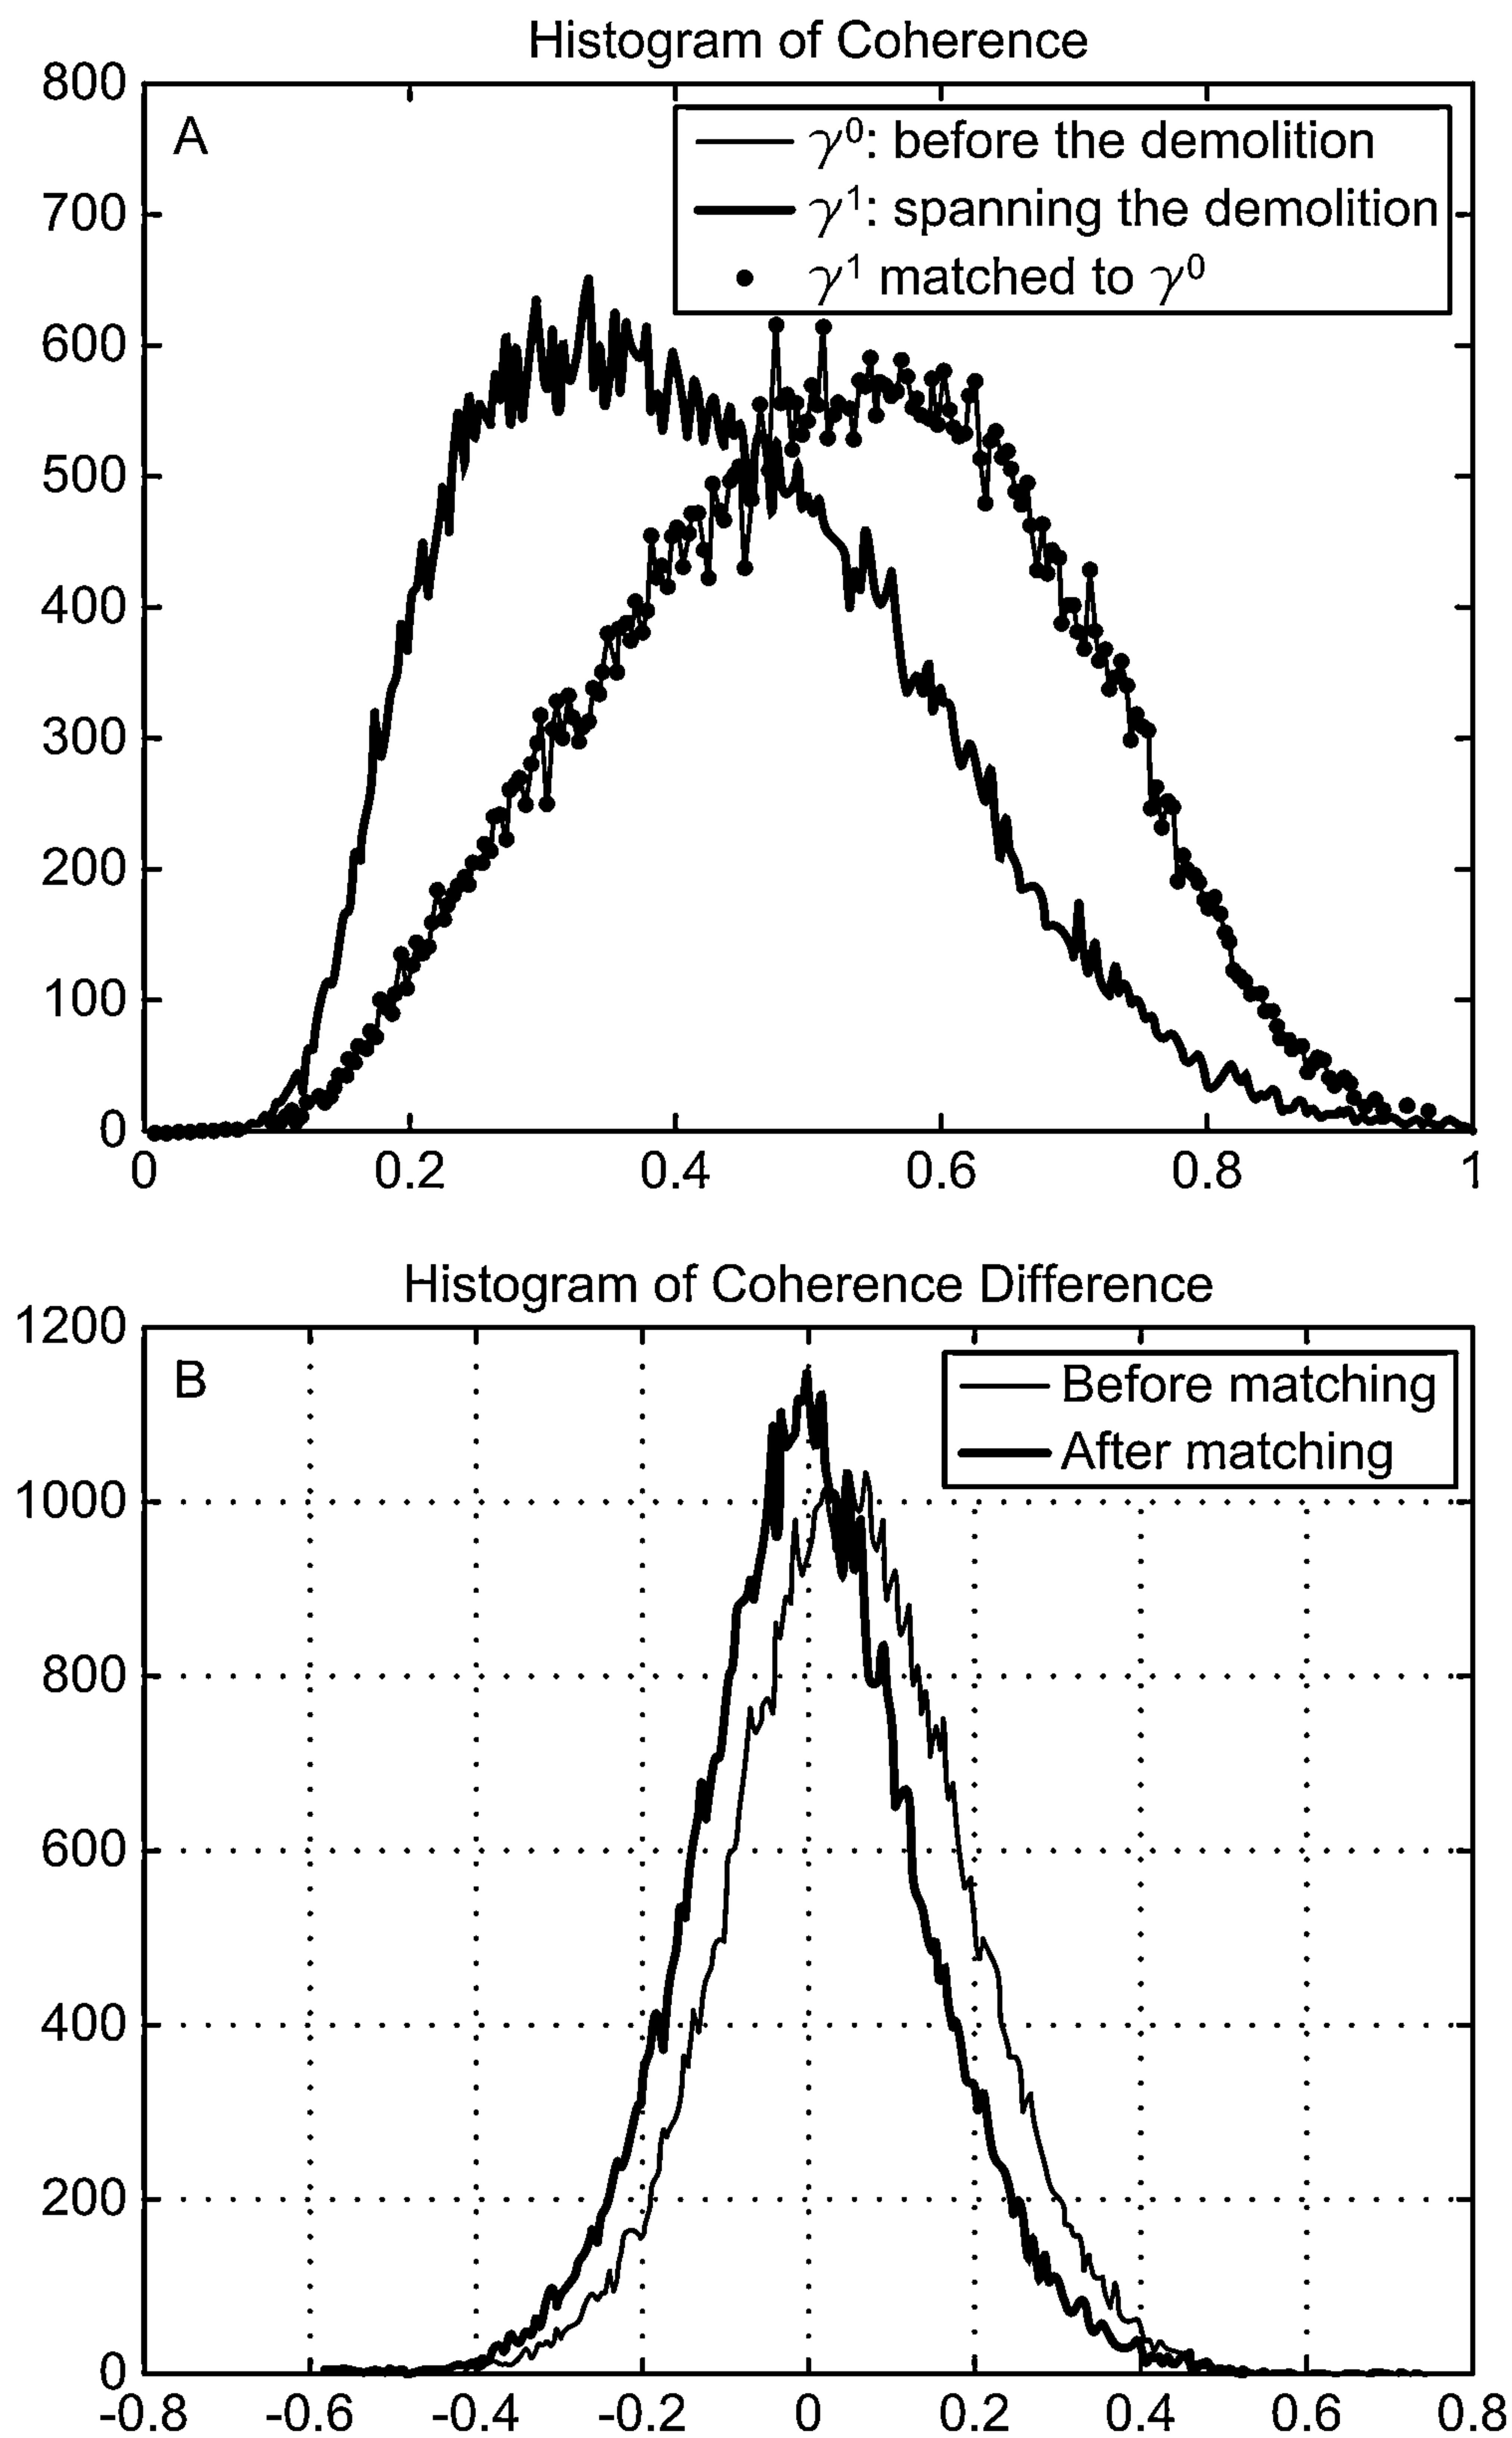 Histogram of Coherence
800
A
γ⁰: before the demolition
700
γ¹: spanning the demolition
γ¹ matched to γ⁰
600
500
400
300
200
100
0
0 0.2 0.4 0.6 0.8 1
Histogram of Coherence Difference
1200
B
Before matching
After matching
1000
800
600
400
200
0
-0.8 -0.6 -0.4 -0.2 0 0.2 0.4 0.6 0.8